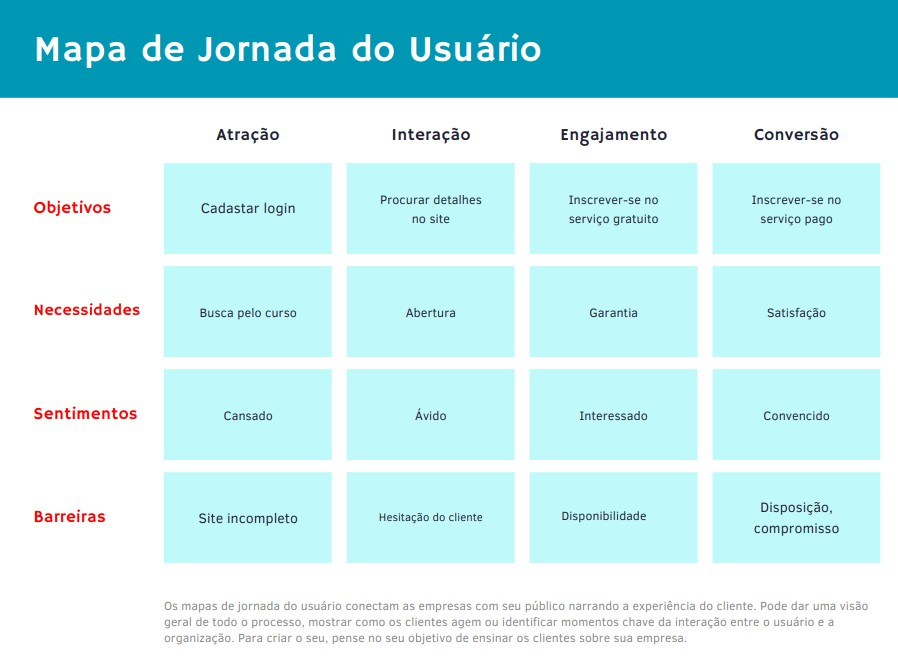 Mapa de Jornada do Usuário
Atração Interação Engajamento Conversão
Objetivos
Cadastar login
Procurar detalhes
no site
Inscrever-se no
serviço gratuito
Inscrever-se no
serviço pago
Necessidades
Busca pelo curso
Abertura
Garantia
Satisfação
Sentimentos
Cansado
Ávido
Interessado
Convencido
Barreiras
Site incompleto
Hesitação do cliente
Disponibilidade
Disposição,
compromisso
Os mapas de jornada do usuário conectam as empresas com seu público narrando a experiência do cliente. Pode dar uma visão
geral de todo o processo, mostrar como os clientes agem ou identificar momentos chave da interação entre o usuário e a
organização. Para criar o seu, pense no seu objetivo de ensinar os clientes sobre sua empresa.